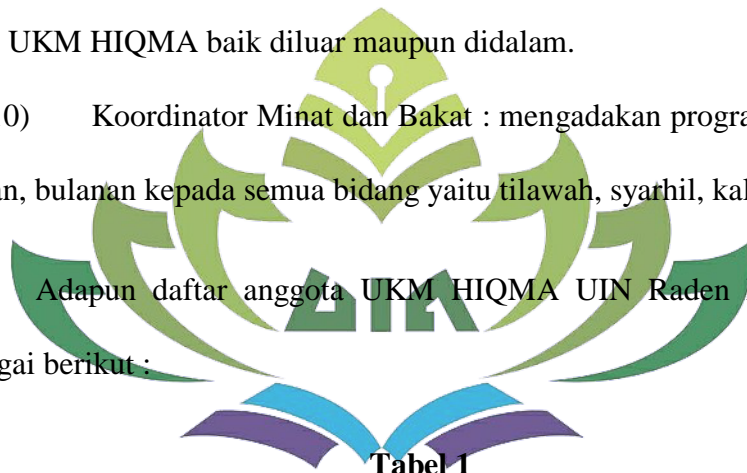 UKM HIQMA baik diluar maupun didalam.
0) Koordinator Minat dan Bakat : mengadakan progra
n, bulanan kepada semua bidang yaitu tilawah, syarhil, kal
Adapun daftar anggota UKM HIQMA UIN Raden
gai berikut :
Tabel 1